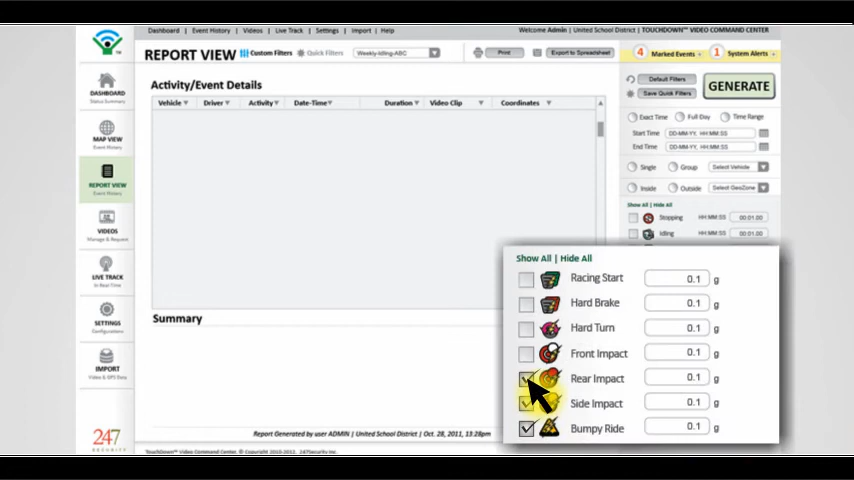 Dashboard | Event History | Videos | Live Track | Settings | Import | Help
Welcome Admin | United School District | TOUCHDOWN™ VIDEO COMMAND CENTER
REPORT VIEW
Custom Filters
Quick Filters
Weekly-Idling-ABC
Print
Export to Spreadsheet
4 Marked Events
1 System Alerts
DASHBOARD
Status Summary
MAP VIEW
Event History
REPORT VIEW
Event History
VIDEOS
Manage & Request
LIVE TRACK
In Real-Time
SETTINGS
Configurations
IMPORT
Video & GPS Data
247
SECURITY
Activity/Event Details
Vehicle Driver Activity Date-Time Duration Video Clip Coordinates
Summary
Report Generated by user ADMIN | United School District | Oct. 28, 2011, 13:28pm
TouchDown™ Video Command Center. © Copyright 2010-2012. 247Security Inc.
Default Filters
Save Quick Filters
GENERATE
Exact Time Full Day Time Range
Start Time DD-MM-YY, HH:MM:SS
End Time DD-MM-YY, HH:MM:SS
Single Group Select Vehicle
Inside Outside Select GeoZone
Show All | Hide All
Stopping HH:MM:SS 00:01.00
Idling HH:MM:SS 00:01.00
Show All | Hide All
Racing Start 0.1 g
Hard Brake 0.1 g
Hard Turn 0.1 g
Front Impact 0.1 g
Rear Impact 0.1 g
Side Impact 0.1 g
Bumpy Ride 0.1 g